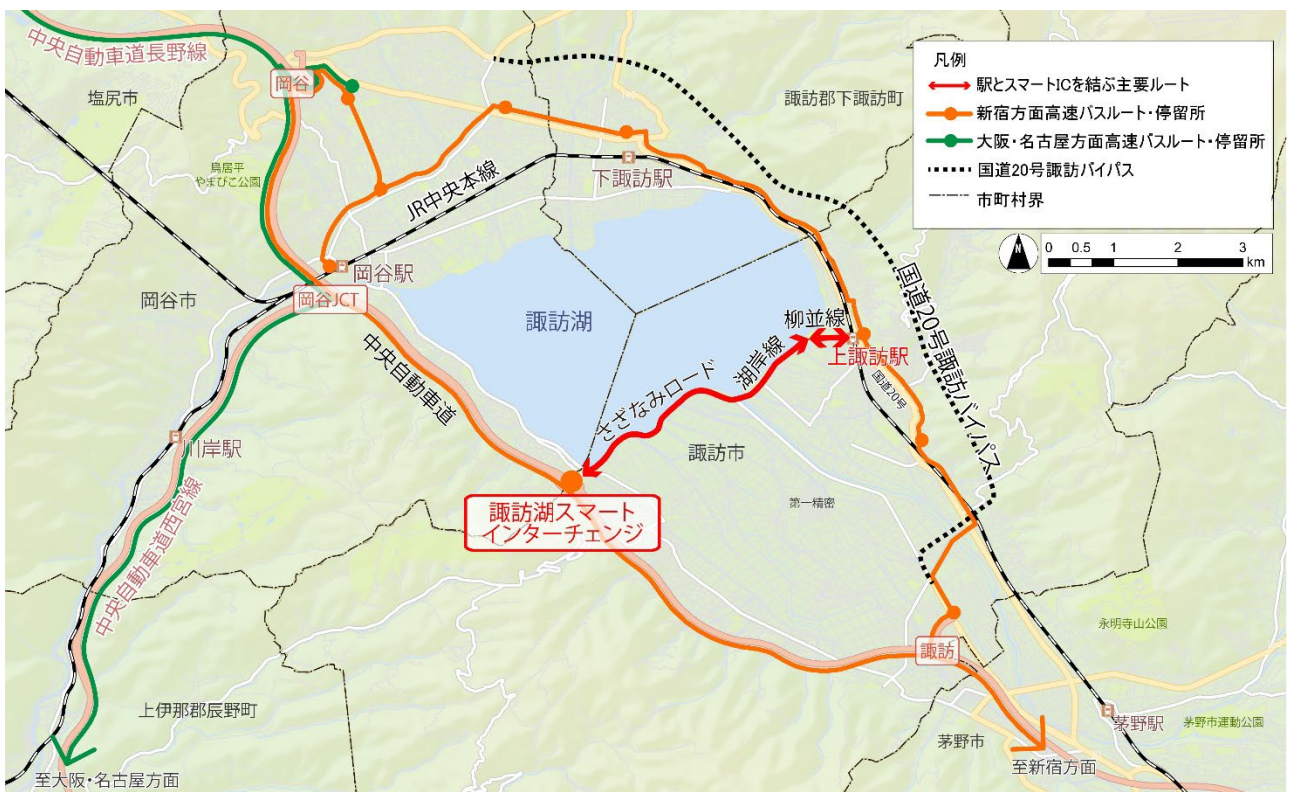 中央自動車道長野線
塩尻市
岡谷
鳥居平
やまびこ公園
諏訪郡下諏訪町
凡例
駅とスマートICを結ぶ主要ルート
新宿方面高速バスルート・停留所
大阪・名古屋方面高速バスルート・停留所
国道20号諏訪バイパス
市町村界
N
0 0.5 1 2 3
km
下諏訪駅
JR中央本線
岡谷駅
岡谷市
岡谷JCT
諏訪湖
中央自動車道
柳並線
上諏訪駅
湖岸線
さざなみロード
国道20号
国道20号諏訪バイパス
川岸駅
諏訪市
第一精密
諏訪湖スマート
インターチェンジ
中央自動車道西宮線
永明寺山公園
諏訪
上伊那郡辰野町
茅野駅
茅野市運動公園
茅野市
至大阪・名古屋方面
至新宿方面